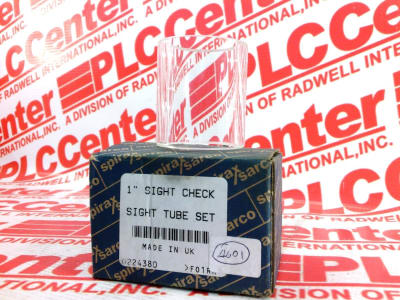 PLCCenter
A DIVISION OF RADWELL INTERNATIONAL, INC.
spirax
sarco
1" SIGHT CHECK
SIGHT TUBE SET
MADE IN UK
0224380
4601